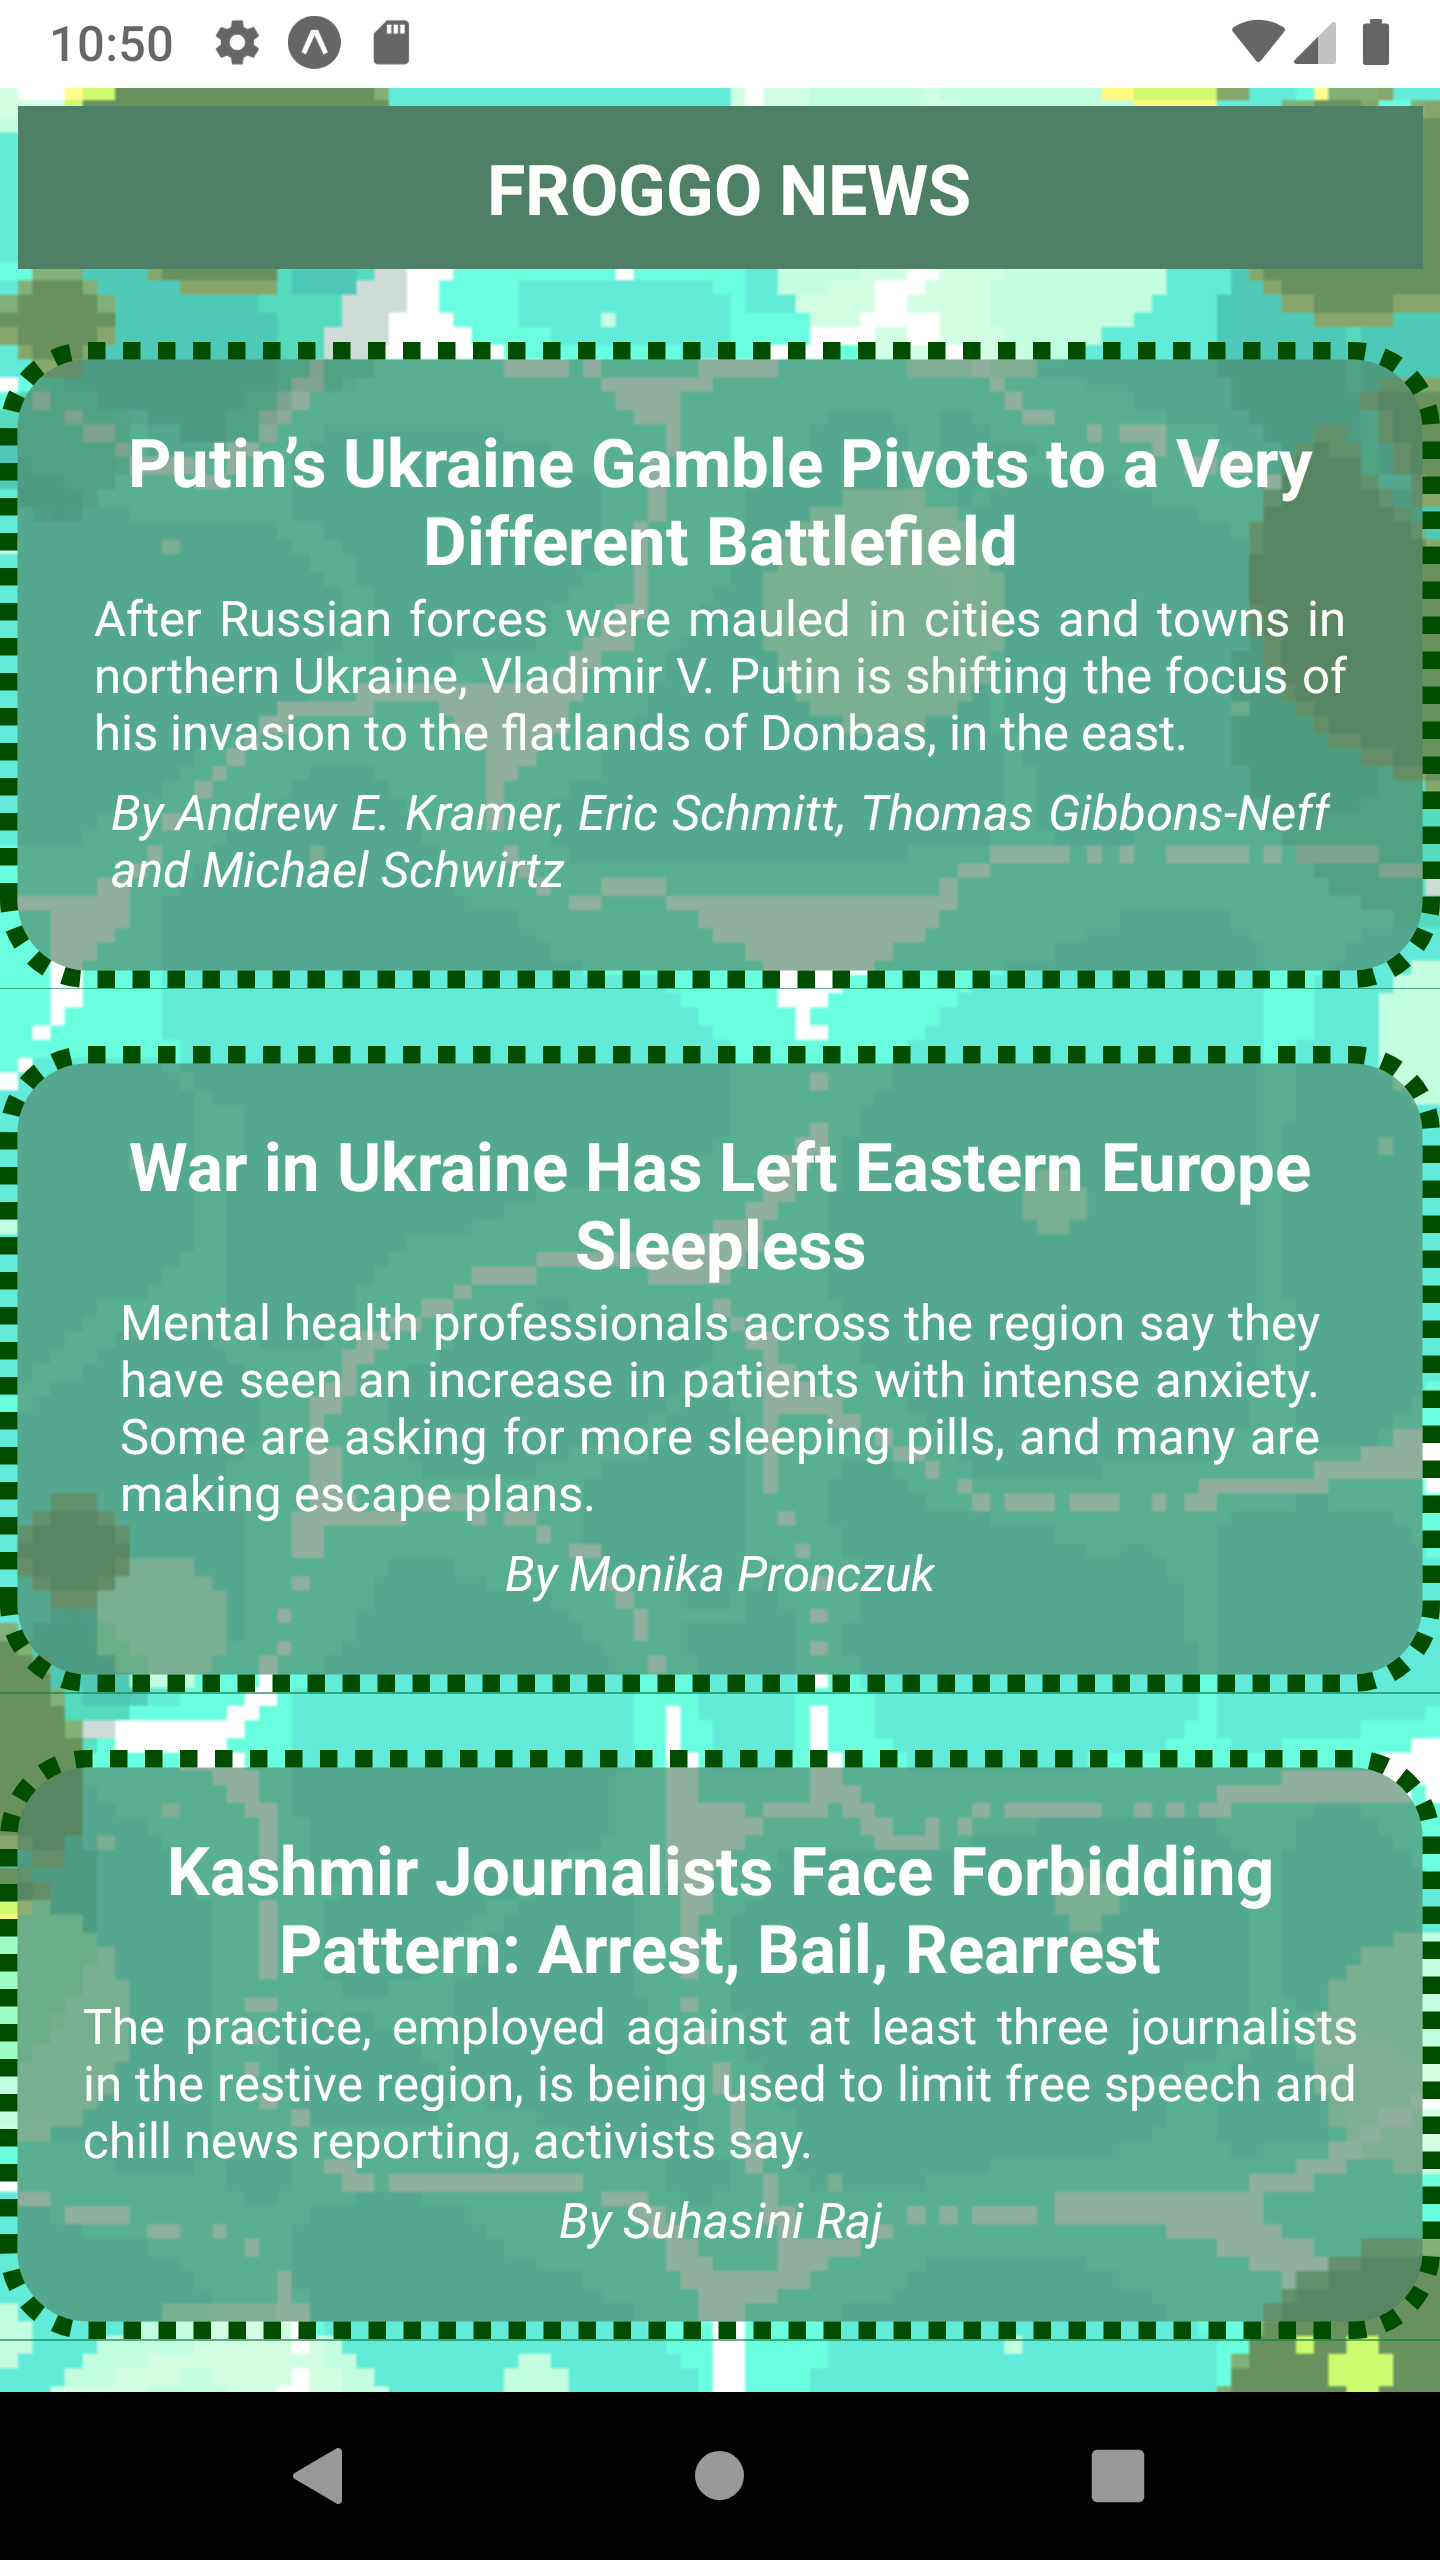 10:50
FROGGO NEWS
Putin’s Ukraine Gamble Pivots to a Very
Different Battlefield
After Russian forces were mauled in cities and towns in
northern Ukraine, Vladimir V. Putin is shifting the focus of
his invasion to the flatlands of Donbas, in the east.
By Andrew E. Kramer, Eric Schmitt, Thomas Gibbons-Neff
and Michael Schwirtz
War in Ukraine Has Left Eastern Europe
Sleepless
Mental health professionals across the region say they
have seen an increase in patients with intense anxiety.
Some are asking for more sleeping pills, and many are
making escape plans.
By Monika Pronczuk
Kashmir Journalists Face Forbidding
Pattern: Arrest, Bail, Rearrest
The practice, employed against at least three journalists
in the restive region, is being used to limit free speech and
chill news reporting, activists say.
By Suhasini Raj